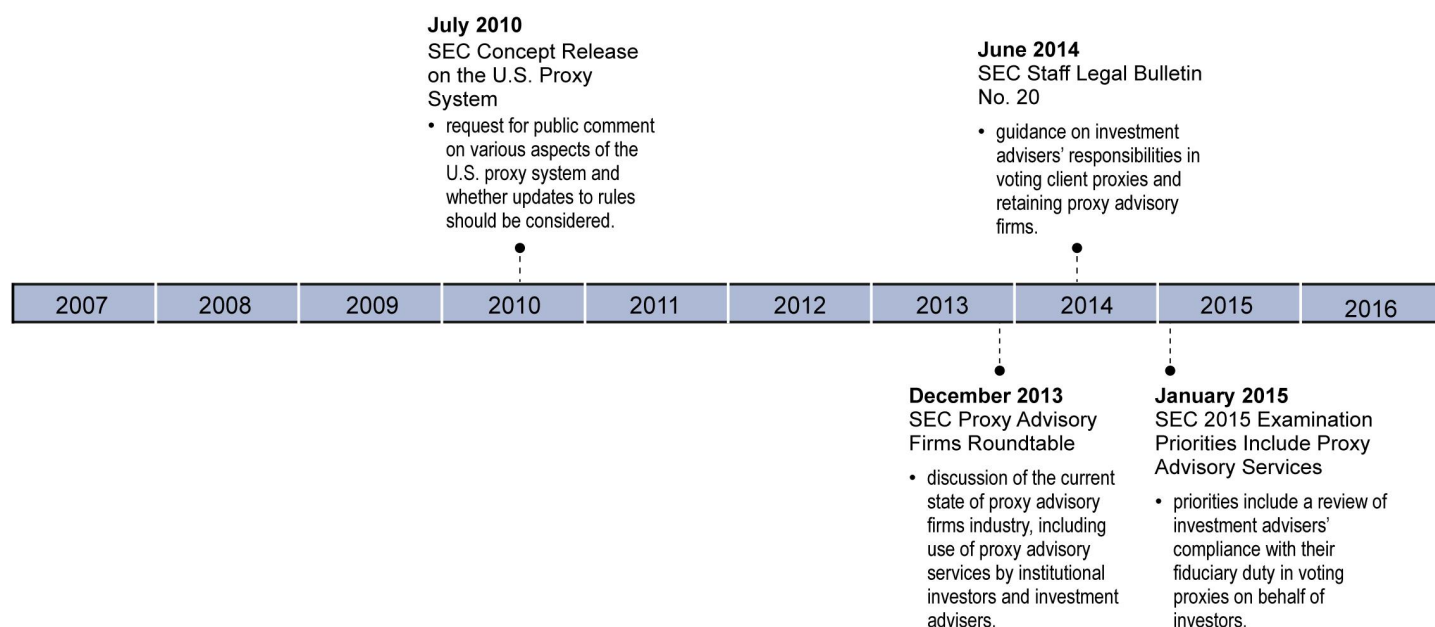 July 2010
SEC Concept Release
on the U.S. Proxy
System
• request for public comment
on various aspects of the
U.S. proxy system and
whether updates to rules
should be considered.
June 2014
SEC Staff Legal Bulletin
No. 20
• guidance on investment
advisers’ responsibilities in
voting client proxies and
retaining proxy advisory
firms.
2007 2008 2009 2010 2011 2012 2013 2014 2015 2016
December 2013
SEC Proxy Advisory
Firms Roundtable
• discussion of the current
state of proxy advisory
firms industry, including
use of proxy advisory
services by institutional
investors and investment
advisers.
January 2015
SEC 2015 Examination
Priorities Include Proxy
Advisory Services
• priorities include a review of
investment advisers’
compliance with their
fiduciary duty in voting
proxies on behalf of
investors.